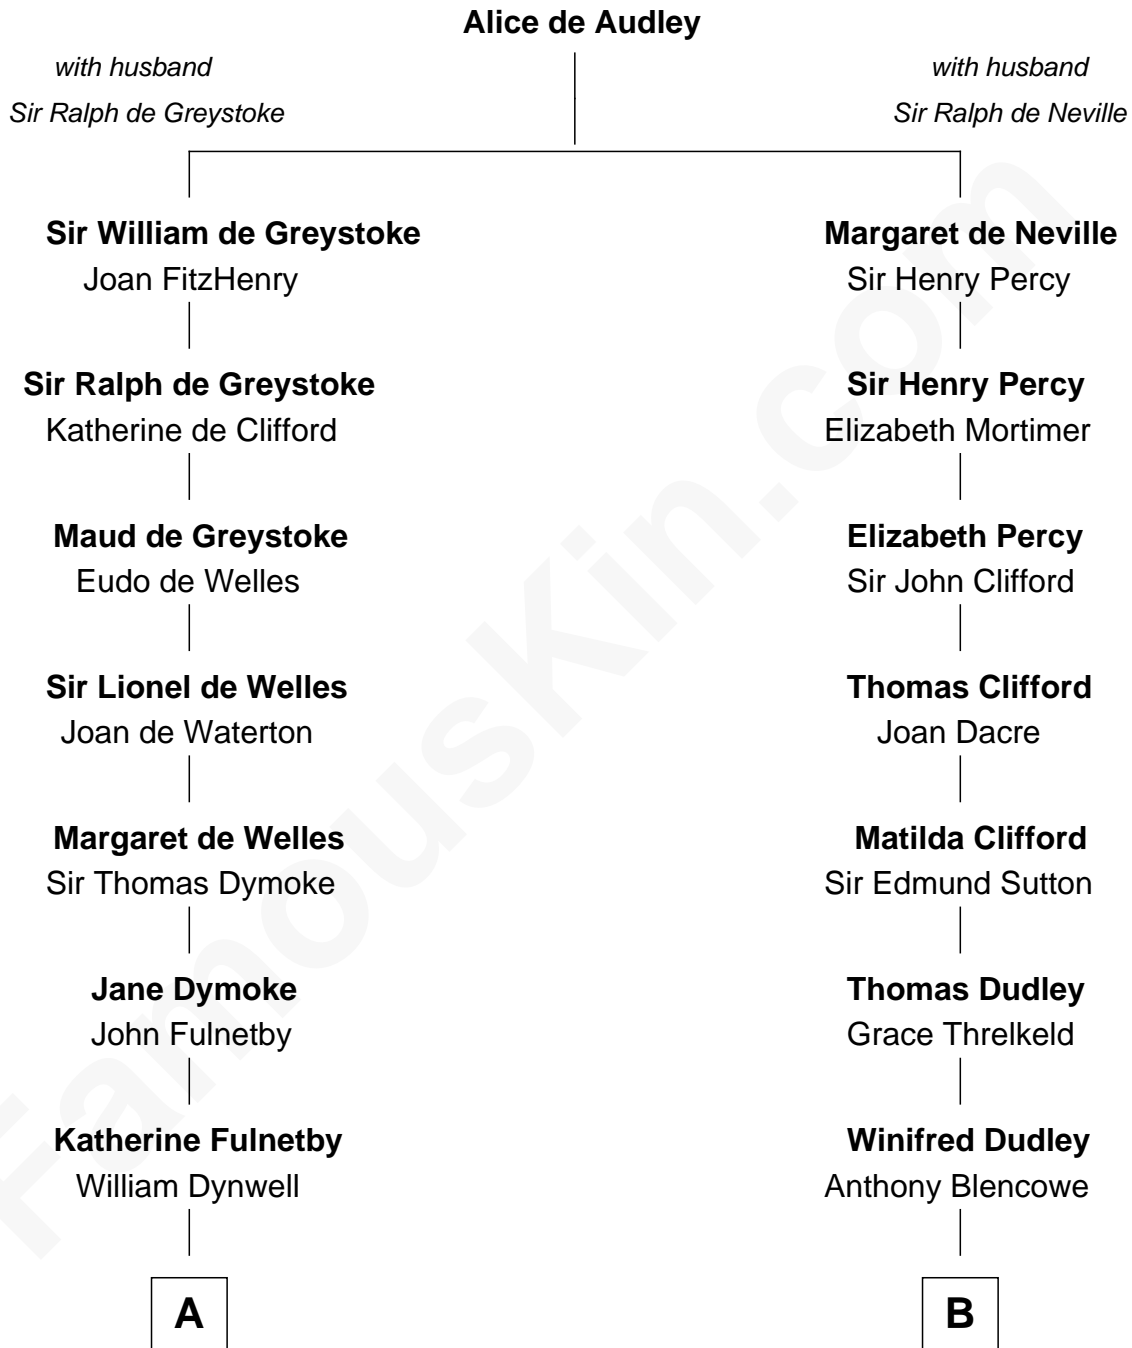 Alice de Audley
with husband
Sir Ralph de Greystoke
with husband
Sir Ralph de Neville
Sir William de Greystoke
Joan FitzHenry
Margaret de Neville
Sir Henry Percy
Sir Ralph de Greystoke
Katherine de Clifford
Sir Henry Percy
Elizabeth Mortimer
Maud de Greystoke
Eudo de Welles
Elizabeth Percy
Sir John Clifford
Sir Lionel de Welles
Joan de Waterton
Thomas Clifford
Joan Dacre
Margaret de Welles
Sir Thomas Dymoke
Matilda Clifford
Sir Edmund Sutton
Jane Dymoke
John Fulnetby
Thomas Dudley
Grace Threlkeld
Katherine Fulnetby
William Dynwell
Winifred Dudley
Anthony Blencowe
A
B
FamousKin.com